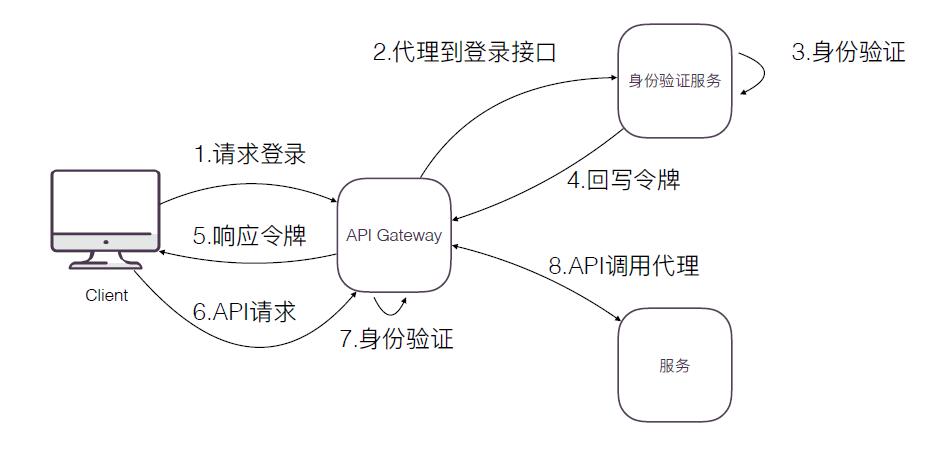 2.代理到登录接口
3.身份验证
身份验证服务
1.请求登录
4.回写令牌
5.响应令牌
API Gateway
8.API调用代理
Client
6.API请求
7.身份验证
服务